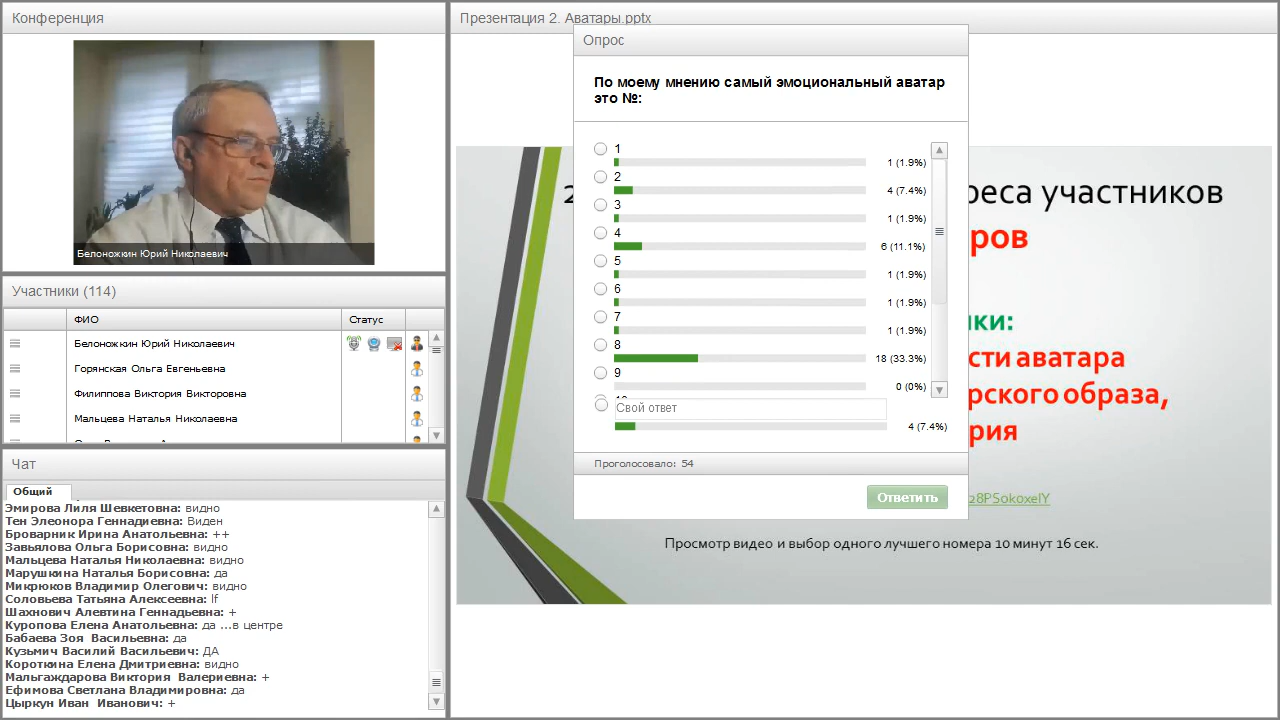 Конференция
Белоножкин Юрий Николаевич
Участники (114)
ФИО
Статус
Белоножкин Юрий Николаевич
Горянская Ольга Евгеньевна
Филиппова Виктория Викторовна
Мальцева Наталья Николаевна
Чат
Общий
Эмирова Лиля Шевкетовна: видно
Тен Элеонора Геннадиевна: Виден
Броварник Ирина Анатольевна: ++
Завьялова Ольга Борисовна: видно
Мальцева Наталья Николаевна: видно
Марушкина Наталья Борисовна: да
Микрюков Владимир Олегович: видно
Соловьева Татьяна Алексеевна: lf
Шахнович Алевтина Геннадьевна: +
Куропова Елена Анатольевна: да ...в центре
Бабаева Зоя Васильевна: да
Кузьмич Василий Васильевич: ДА
Короткина Елена Дмитриевна: видно
Мальгаждарова Виктория Валериевна: +
Ефимова Светлана Владимировна: да
Цыркун Иван Иванович: +
Презентация 2. Аватары.pptx
Опрос
По моему мнению самый эмоциональный аватар
это №:
1
1 (1.9%)
2
4 (7.4%)
3
1 (1.9%)
4
6 (11.1%)
5
1 (1.9%)
6
1 (1.9%)
7
1 (1.9%)
8
18 (33.3%)
9
0 (0%)
Свой ответ
4 (7.4%)
Проголосовало: 54
Ответить
реса участников
ров
ки:
сти аватара
рского образа,
рия
28PSokoxeIY
Просмотр видео и выбор одного лучшего номера 10 минут 16 сек.